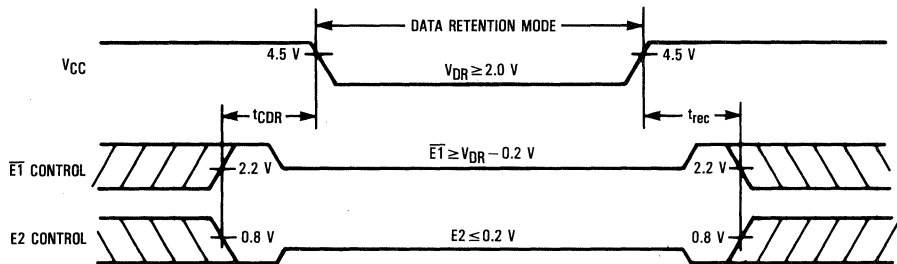 DATA RETENTION MODE
VCC
4.5 V
VDR ≥ 2.0 V
4.5 V
tCDR
trec
E1 CONTROL
2.2 V
E1 ≥ VDR – 0.2 V
2.2 V
E2 CONTROL
0.8 V
E2 ≤ 0.2 V
0.8 V